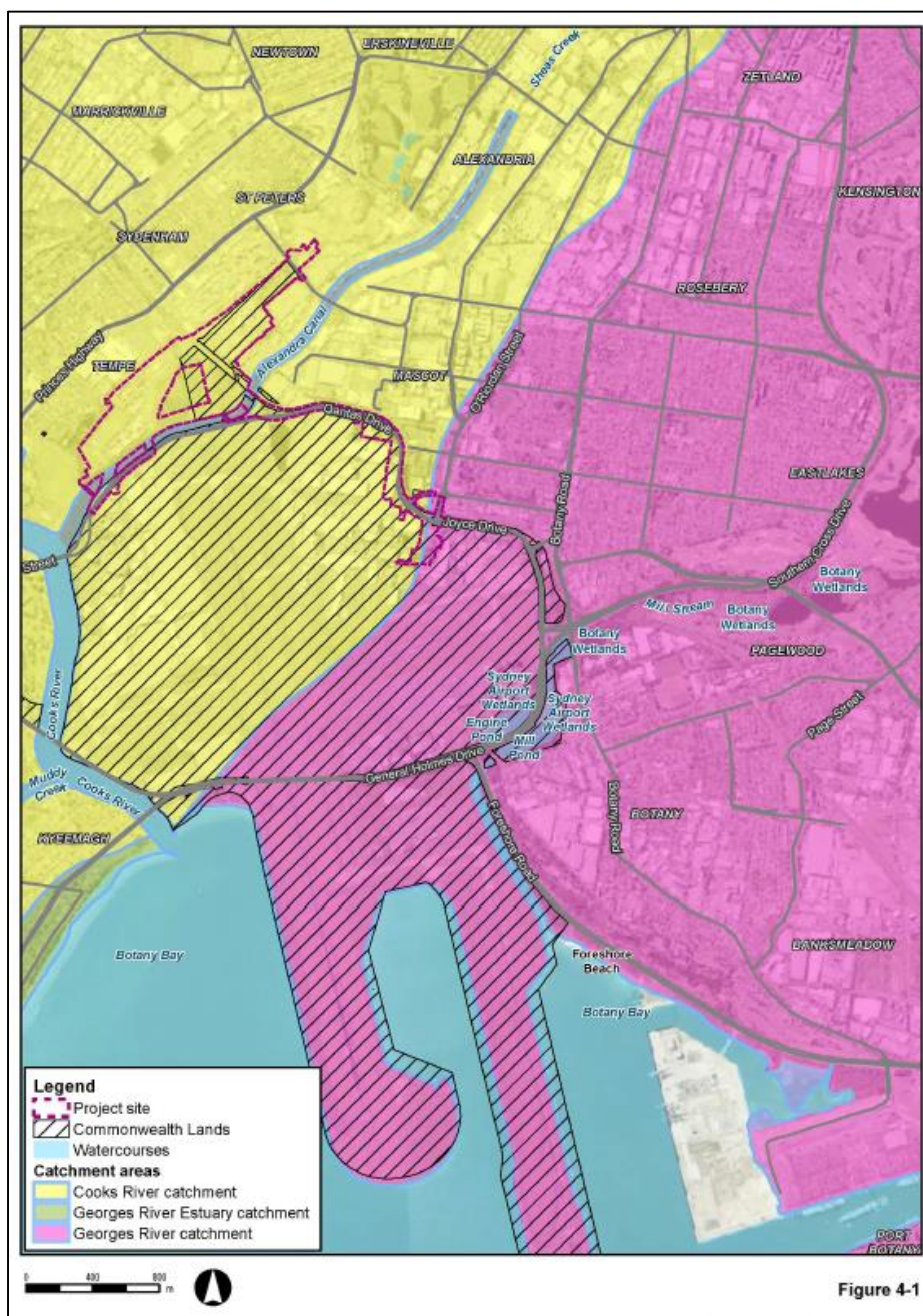 NEWTOWN
ERSKINEVILLE
Sheas Creek
ZETLAND
MARRICKVILLE
ALEXANDRIA
KENSINGTON
ST PETERS
SYDENHAM
ROSEBERY
Alexandra Canal
Princes Highway
TEMPE
MASCOT
O'Riordan Street
Qantas Drive
EASTLAKES
Botany Road
Joyce Drive
Southern Cross Drive
Street
Botany
Wetlands
Mill Stream
Botany
Wetlands
Botany
Wetlands
PAGEWOOD
Cooks River
Sydney
Airport
Wetlands
Sydney
Airport
Wetlands
Engine
Pond
Mill
Pond
Page Street
General Holmes Drive
Muddy
Creek
Cooks River
KYEEMAGH
Foreshore Road
Botany Road
BOTANY
BANKSMEADOW
Botany Bay
Foreshore
Beach
Botany Bay
PORT
BOTANY
Legend
Project site
Commonwealth Lands
Watercourses
Catchment areas
Cooks River catchment
Georges River Estuary catchment
Georges River catchment
0 400 800
m
Figure 4-1